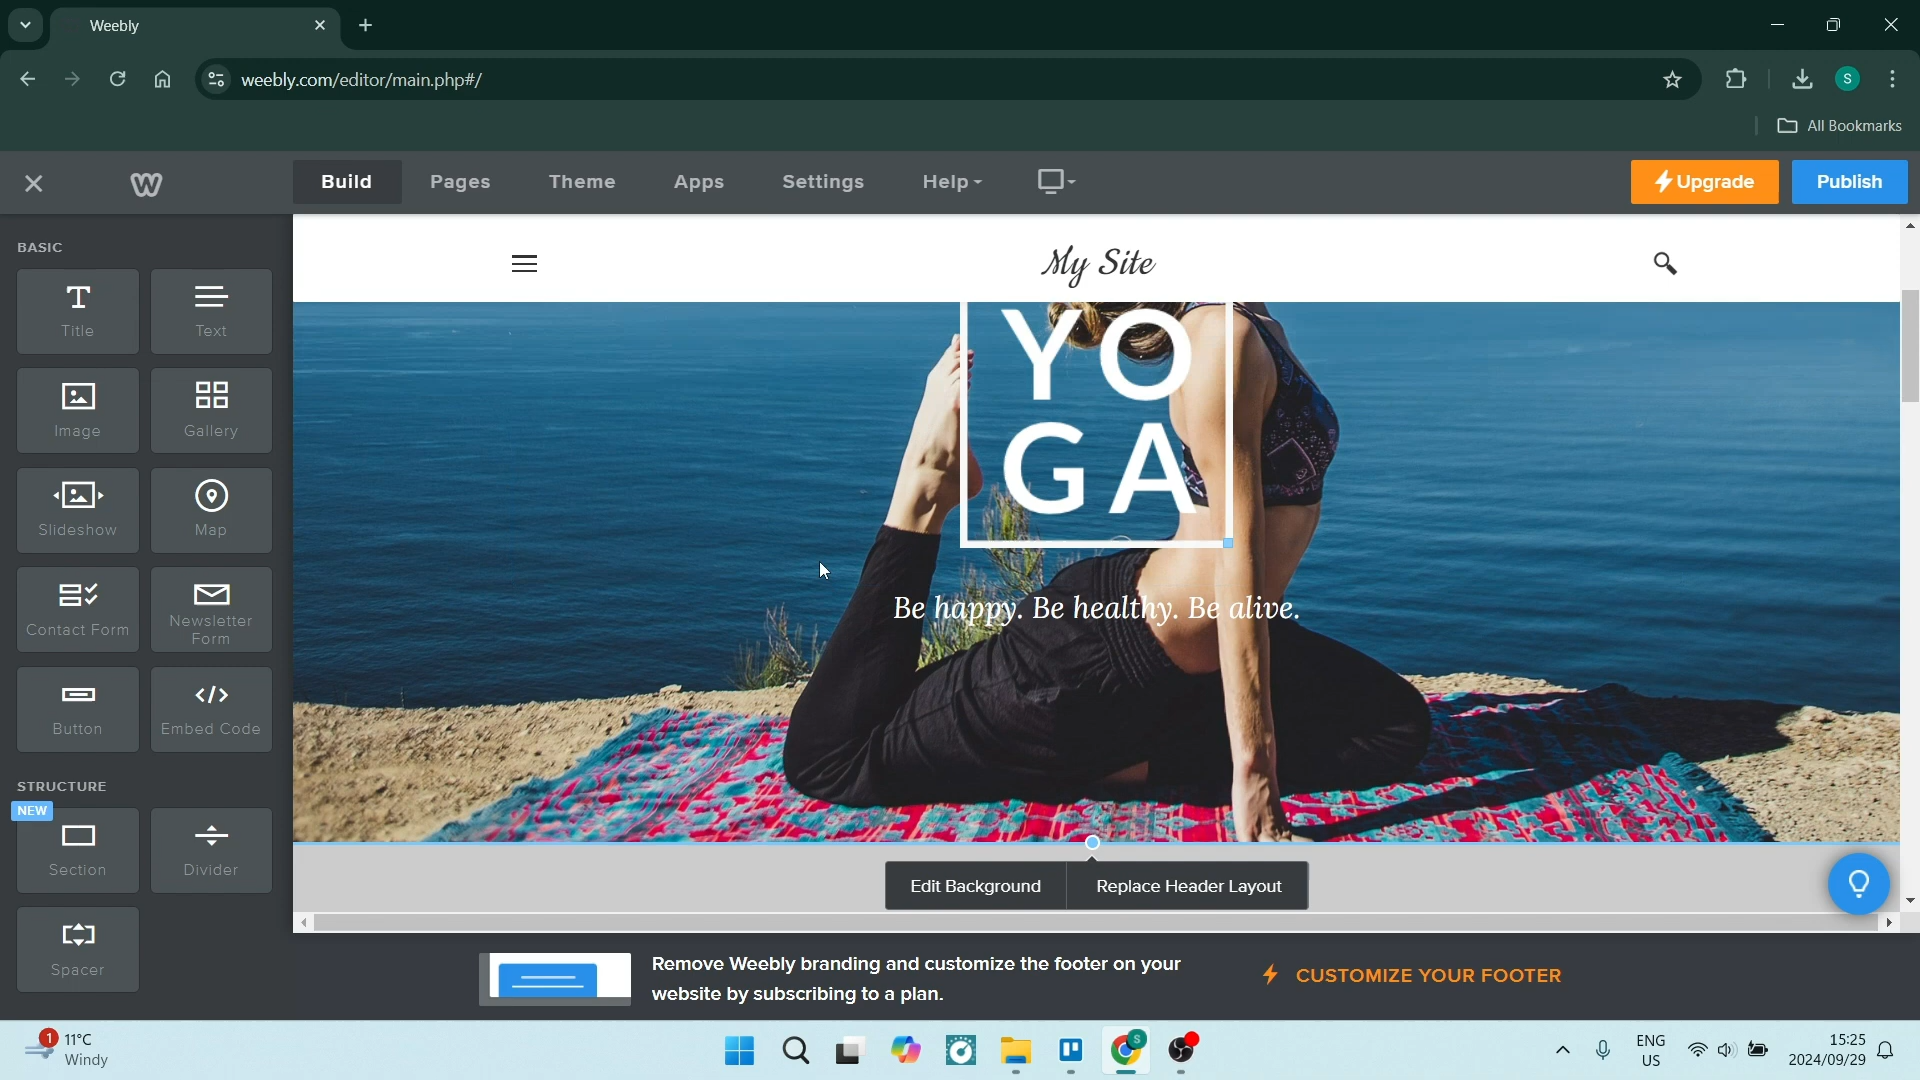 Weebly
weebly.com/editor/main.php#/
S
All Bookmarks
Build
Pages
Theme
Apps
Settings
Help
Upgrade
Publish
BASIC
Title
Text
Image
Gallery
Slideshow
Map
Contact Form
Newsletter
Form
Button
Embed Code
STRUCTURE
NEW
Section
Divider
Spacer
My Site
YO
GA
Be happy. Be healthy. Be alive.
Edit Background
Replace Header Layout
Remove Weebly branding and customize the footer on your
website by subscribing to a plan.
CUSTOMIZE YOUR FOOTER
1
11°C
Windy
S
ENG
US
15:25
2024/09/29